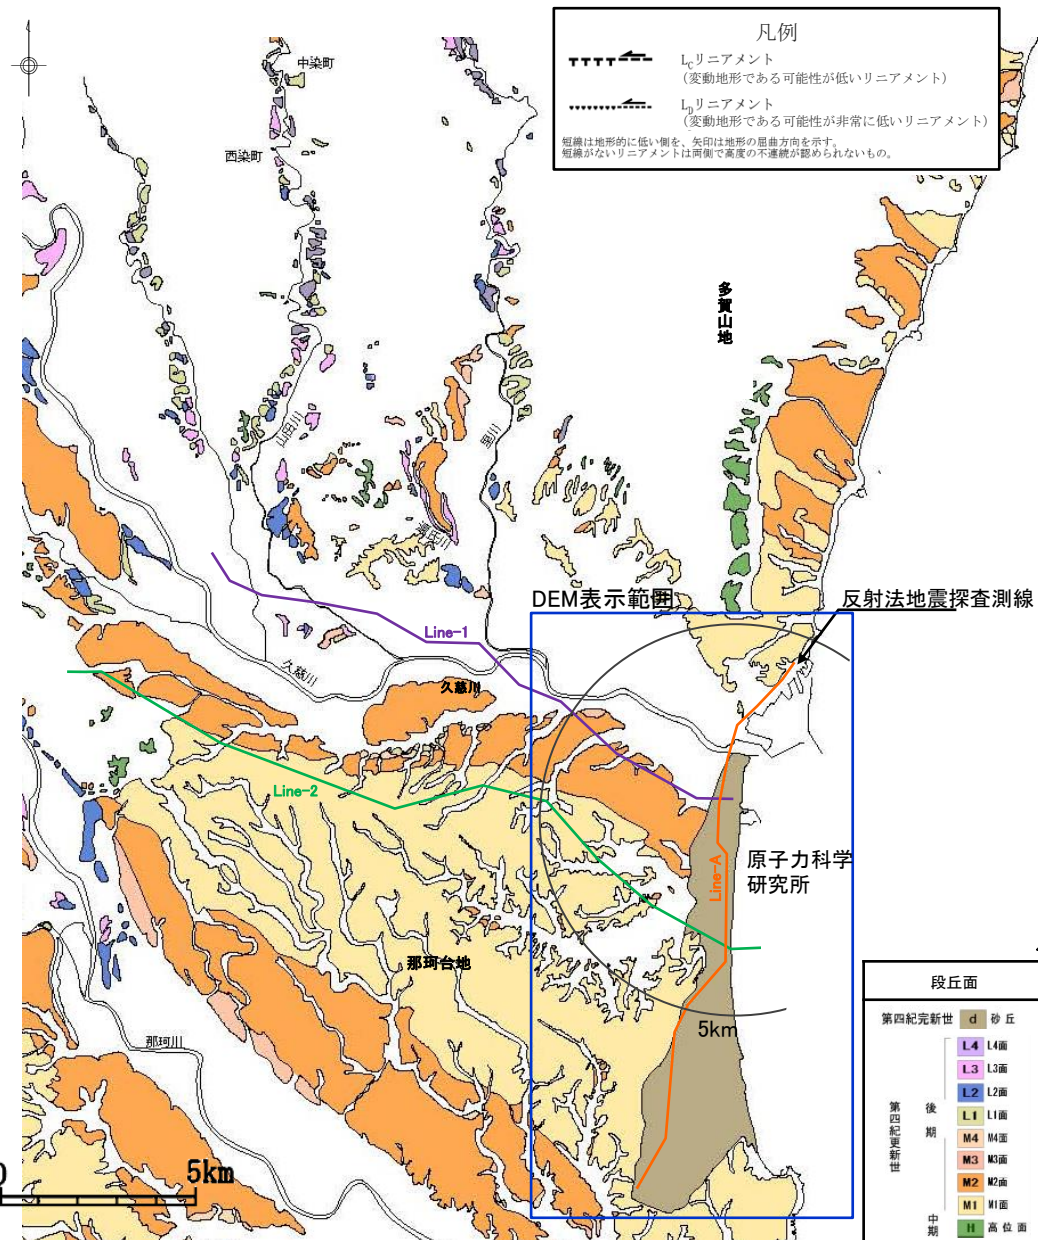 凡例
LCリニアメント
(変動地形である可能性が低いリニアメント)
LDリニアメント
(変動地形である可能性が非常に低いリニアメント)
短線は地形的に低い側を、矢印は地形の屈曲方向を示す。
短線がないリニアメントは両側で高度の不連続が認められないもの。
中染町
西染町
多賀山地
山田川
里川
DEM表示範囲
反射法地震探査測線
Line-1
久慈川
久慈川
Line-2
Line-A
原子力科学
研究所
那珂台地
5km
那珂川
0
5km
段丘面
第四紀完新世 d 砂丘
第四紀更新世
後期
中期
L4 L4面
L3 L3面
L2 L2面
L1 L1面
M4 M4面
M3 M3面
M2 M2面
M1 M1面
H 高位面